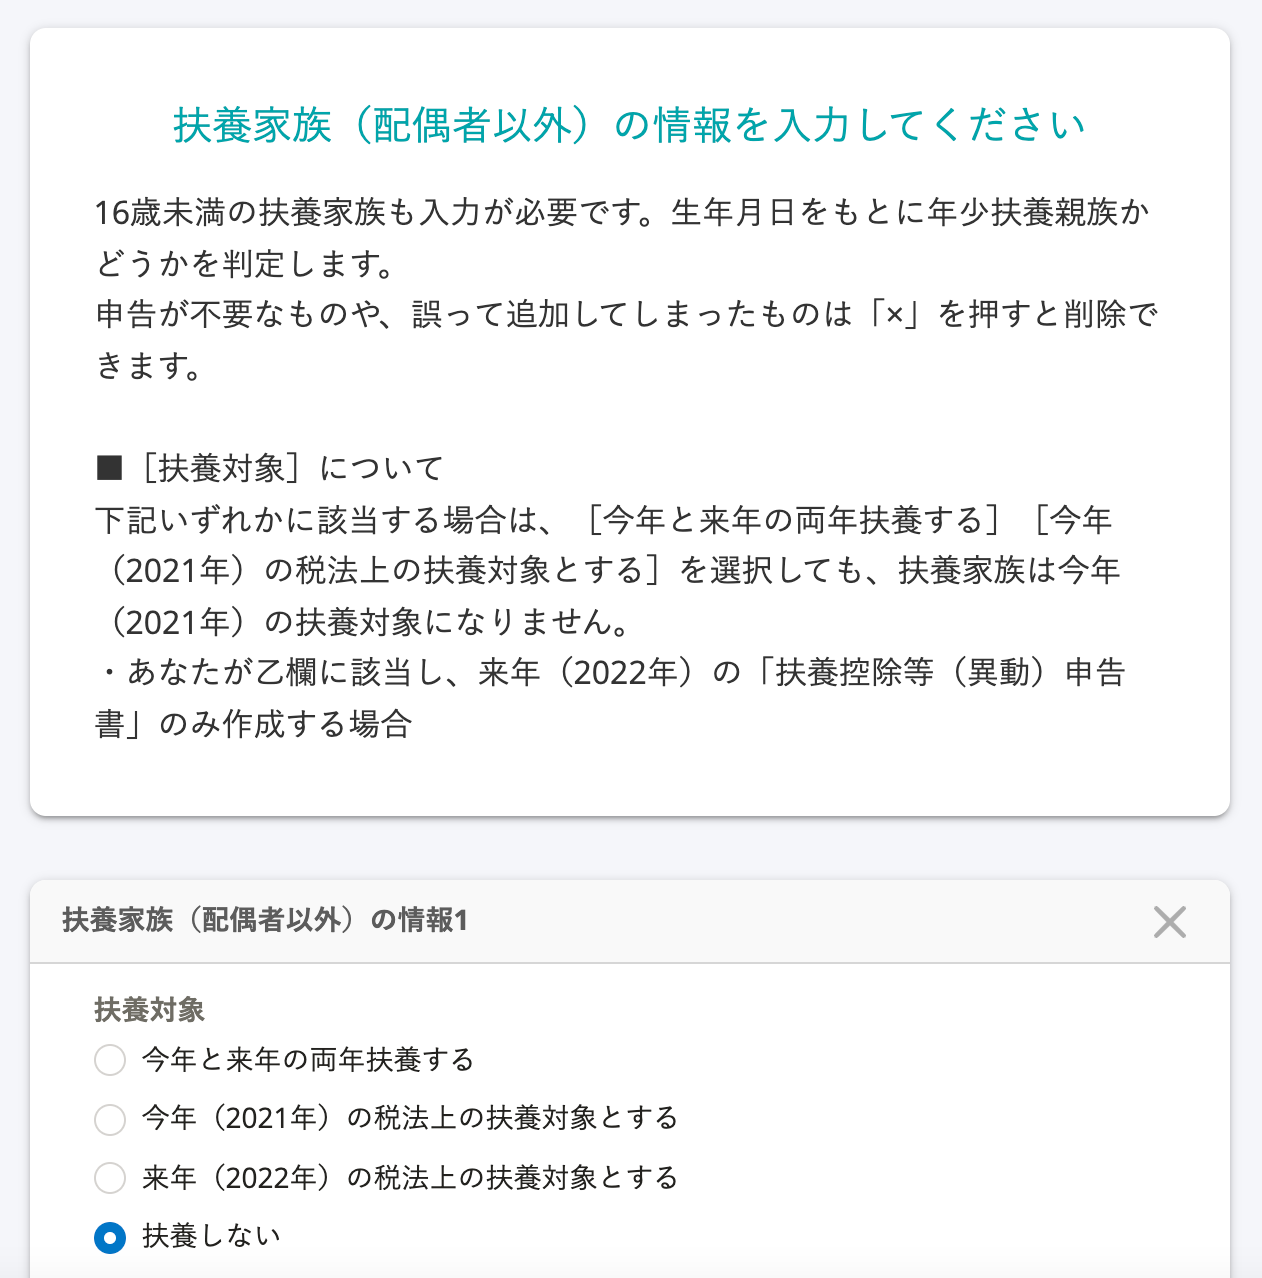 扶養家族（配偶者以外）の情報を入力してください
16歳未満の扶養家族も入力が必要です。生年月日をもとに年少扶養親族か
どうかを判定します。
申告が不要なものや、誤って追加してしまったものは「×」を押すと削除で
きます。
■［扶養対象］について
下記いずれかに該当する場合は、［今年と来年の両年扶養する］［今年
（2021年）の税法上の扶養対象とする］を選択しても、扶養家族は今年
（2021年）の扶養対象になりません。
・あなたが乙欄に該当し、来年（2022年）の「扶養控除等（異動）申告
書」のみ作成する場合
扶養家族（配偶者以外）の情報1
扶養対象
今年と来年の両年扶養する
今年（2021年）の税法上の扶養対象とする
来年（2022年）の税法上の扶養対象とする
扶養しない